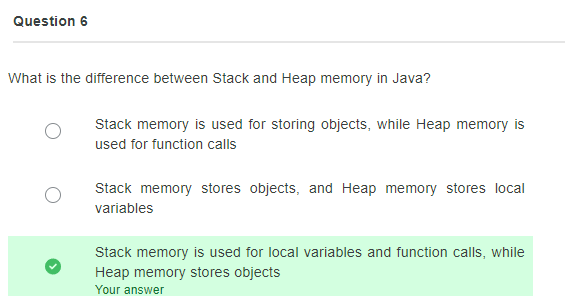 Question 6
What is the difference between Stack and Heap memory in Java?
Stack memory is used for storing objects, while Heap memory is
used for function calls
Stack memory stores objects, and Heap memory stores local
variables
Stack memory is used for local variables and function calls, while
Heap memory stores objects
Your answer